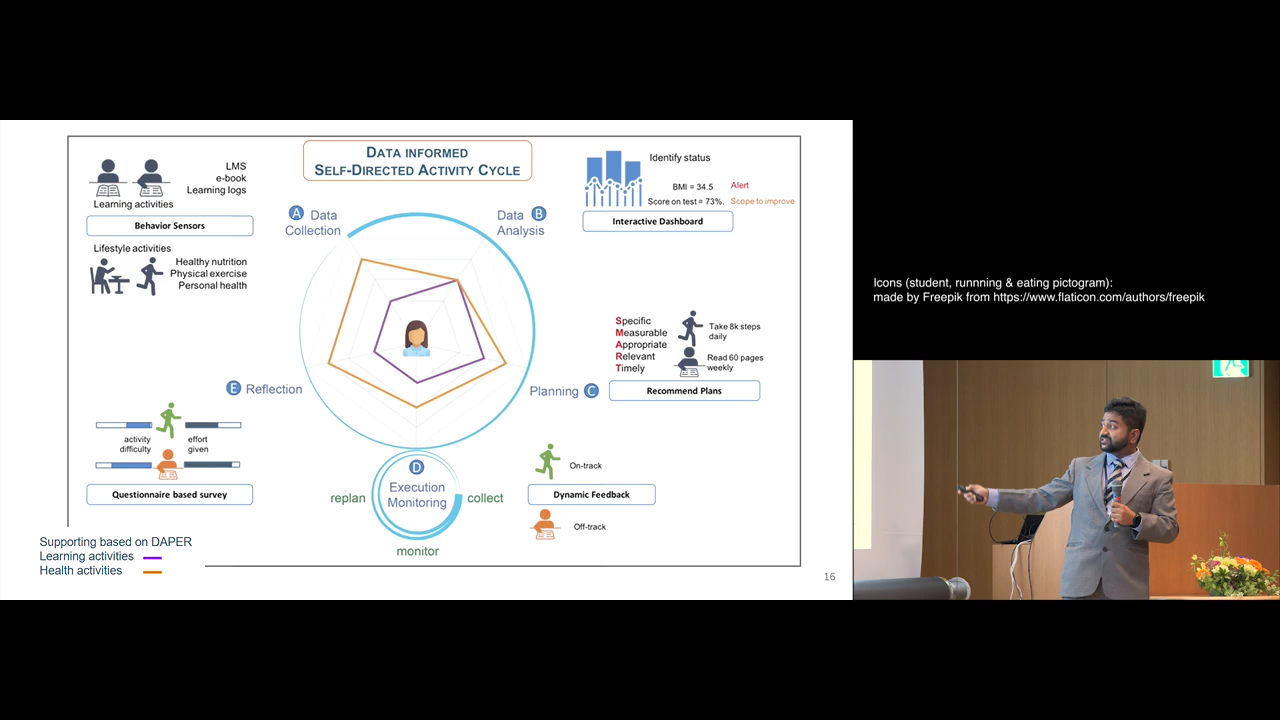 DATA INFORMED
SELF-DIRECTED ACTIVITY CYCLE
LMS
e-book
Learning logs
Learning activities
Behavior Sensors
Lifestyle activities
Healthy nutrition
Physical exercise
Personal health
A Data
Collection
Data B
Analysis
Identify status
BMI = 34.5 Alert
Score on test = 73%. Scope to improve
Interactive Dashboard
Specific
Measurable
Appropriate
Relevant
Timely
Take 8k steps
daily
Read 60 pages
weekly
Planning C
Recommend Plans
E Reflection
activity
difficulty
effort
given
Questionnaire based survey
D
Execution
Monitoring
replan
collect
monitor
On-track
Dynamic Feedback
Off-track
Supporting based on DAPER
Learning activities
Health activities
16
Icons (student, runnning & eating pictogram):
made by Freepik from https://www.flaticon.com/authors/freepik